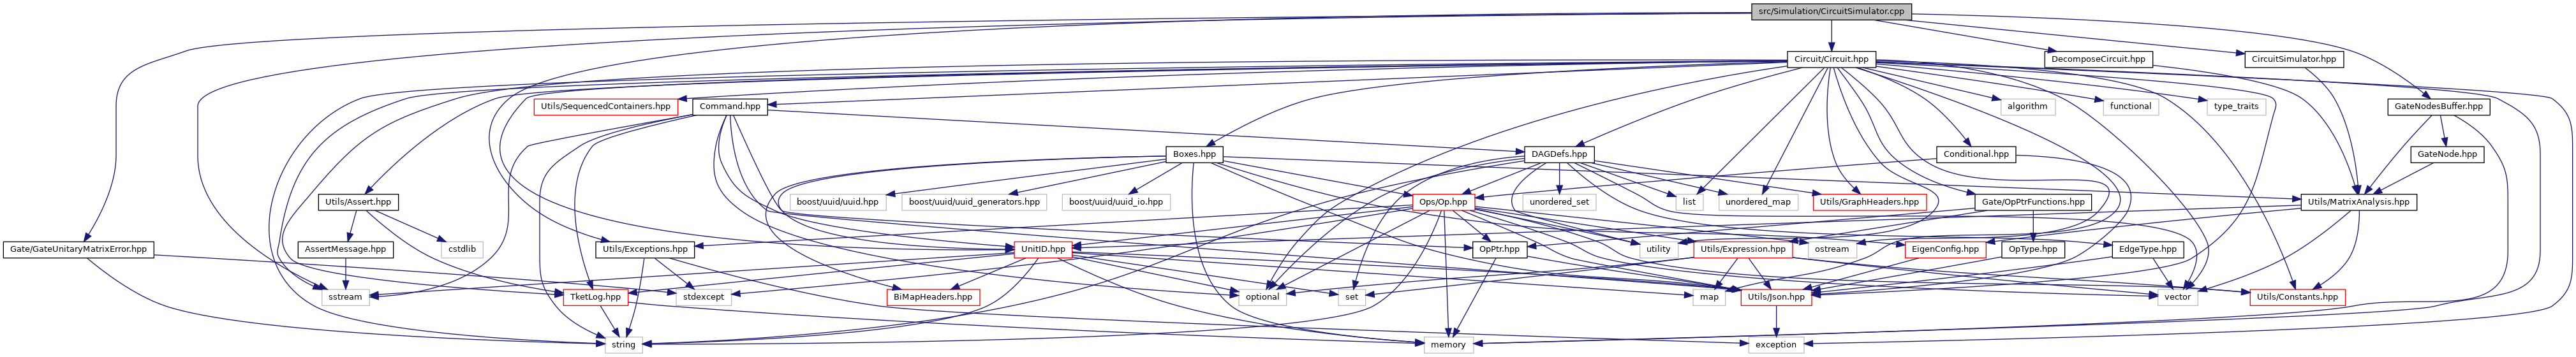 src/Simulation/CircuitSimulator.cpp
Circuit/Circuit.hpp
DecomposeCircuit.hpp
CircuitSimulator.hpp
Utils/SequencedContainers.hpp
Command.hpp
algorithm
functional
type_traits
GateNodesBuffer.hpp
Boxes.hpp
DAGDefs.hpp
Conditional.hpp
GateNode.hpp
Utils/Assert.hpp
boost/uuid/uuid.hpp
boost/uuid/uuid_generators.hpp
boost/uuid/uuid_io.hpp
Ops/Op.hpp
unordered_set
list
unordered_map
Utils/GraphHeaders.hpp
Gate/OpPtrFunctions.hpp
Utils/MatrixAnalysis.hpp
Gate/GateUnitaryMatrixError.hpp
AssertMessage.hpp
cstdlib
Utils/Exceptions.hpp
UnitID.hpp
OpPtr.hpp
utility
Utils/Expression.hpp
ostream
EigenConfig.hpp
OpType.hpp
EdgeType.hpp
sstream
TketLog.hpp
stdexcept
BiMapHeaders.hpp
optional
set
map
Utils/Json.hpp
vector
Utils/Constants.hpp
string
memory
exception